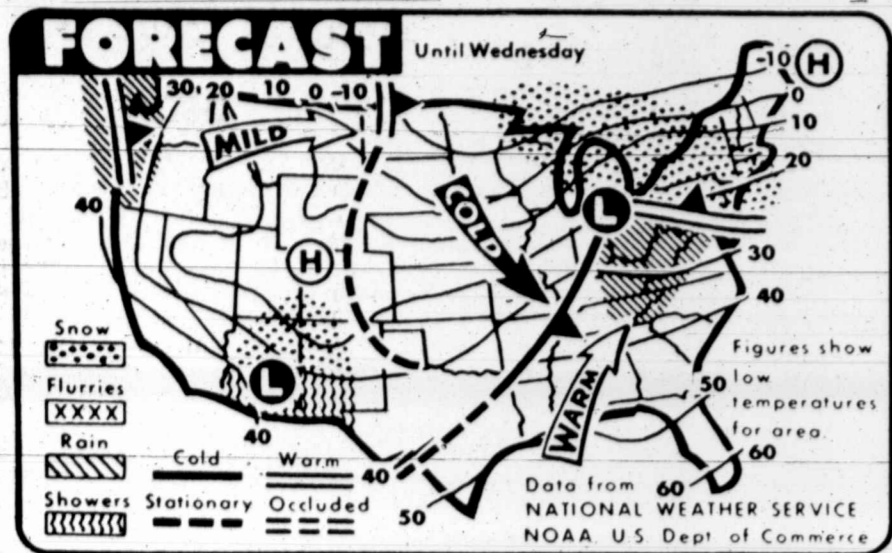 FORECAST
Until Wednesday
30 20 10 0 -10
-10 H
0
10
20
MILD
40
COLD
L
H
30
40
Snow
Flurries
Rain
Showers
L
40
Cold
Warm
Stationary
Occluded
40
50
WARM
50
60
60
Figures show
low
temperatures
for area.
Data from
NATIONAL WEATHER SERVICE
NOAA. U.S. Dept. of Commerce